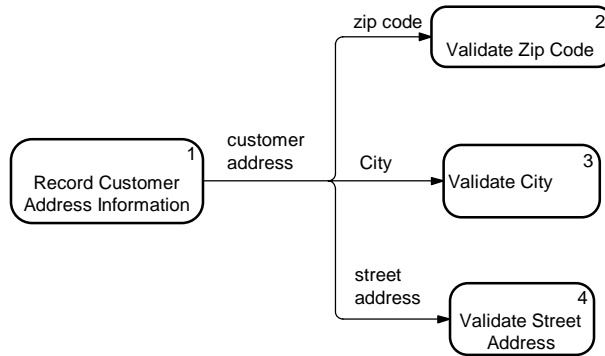 zip code
2
Validate Zip Code
customer
address
1
Record Customer
Address Information
City
3
Validate City
street
address
4
Validate Street
Address